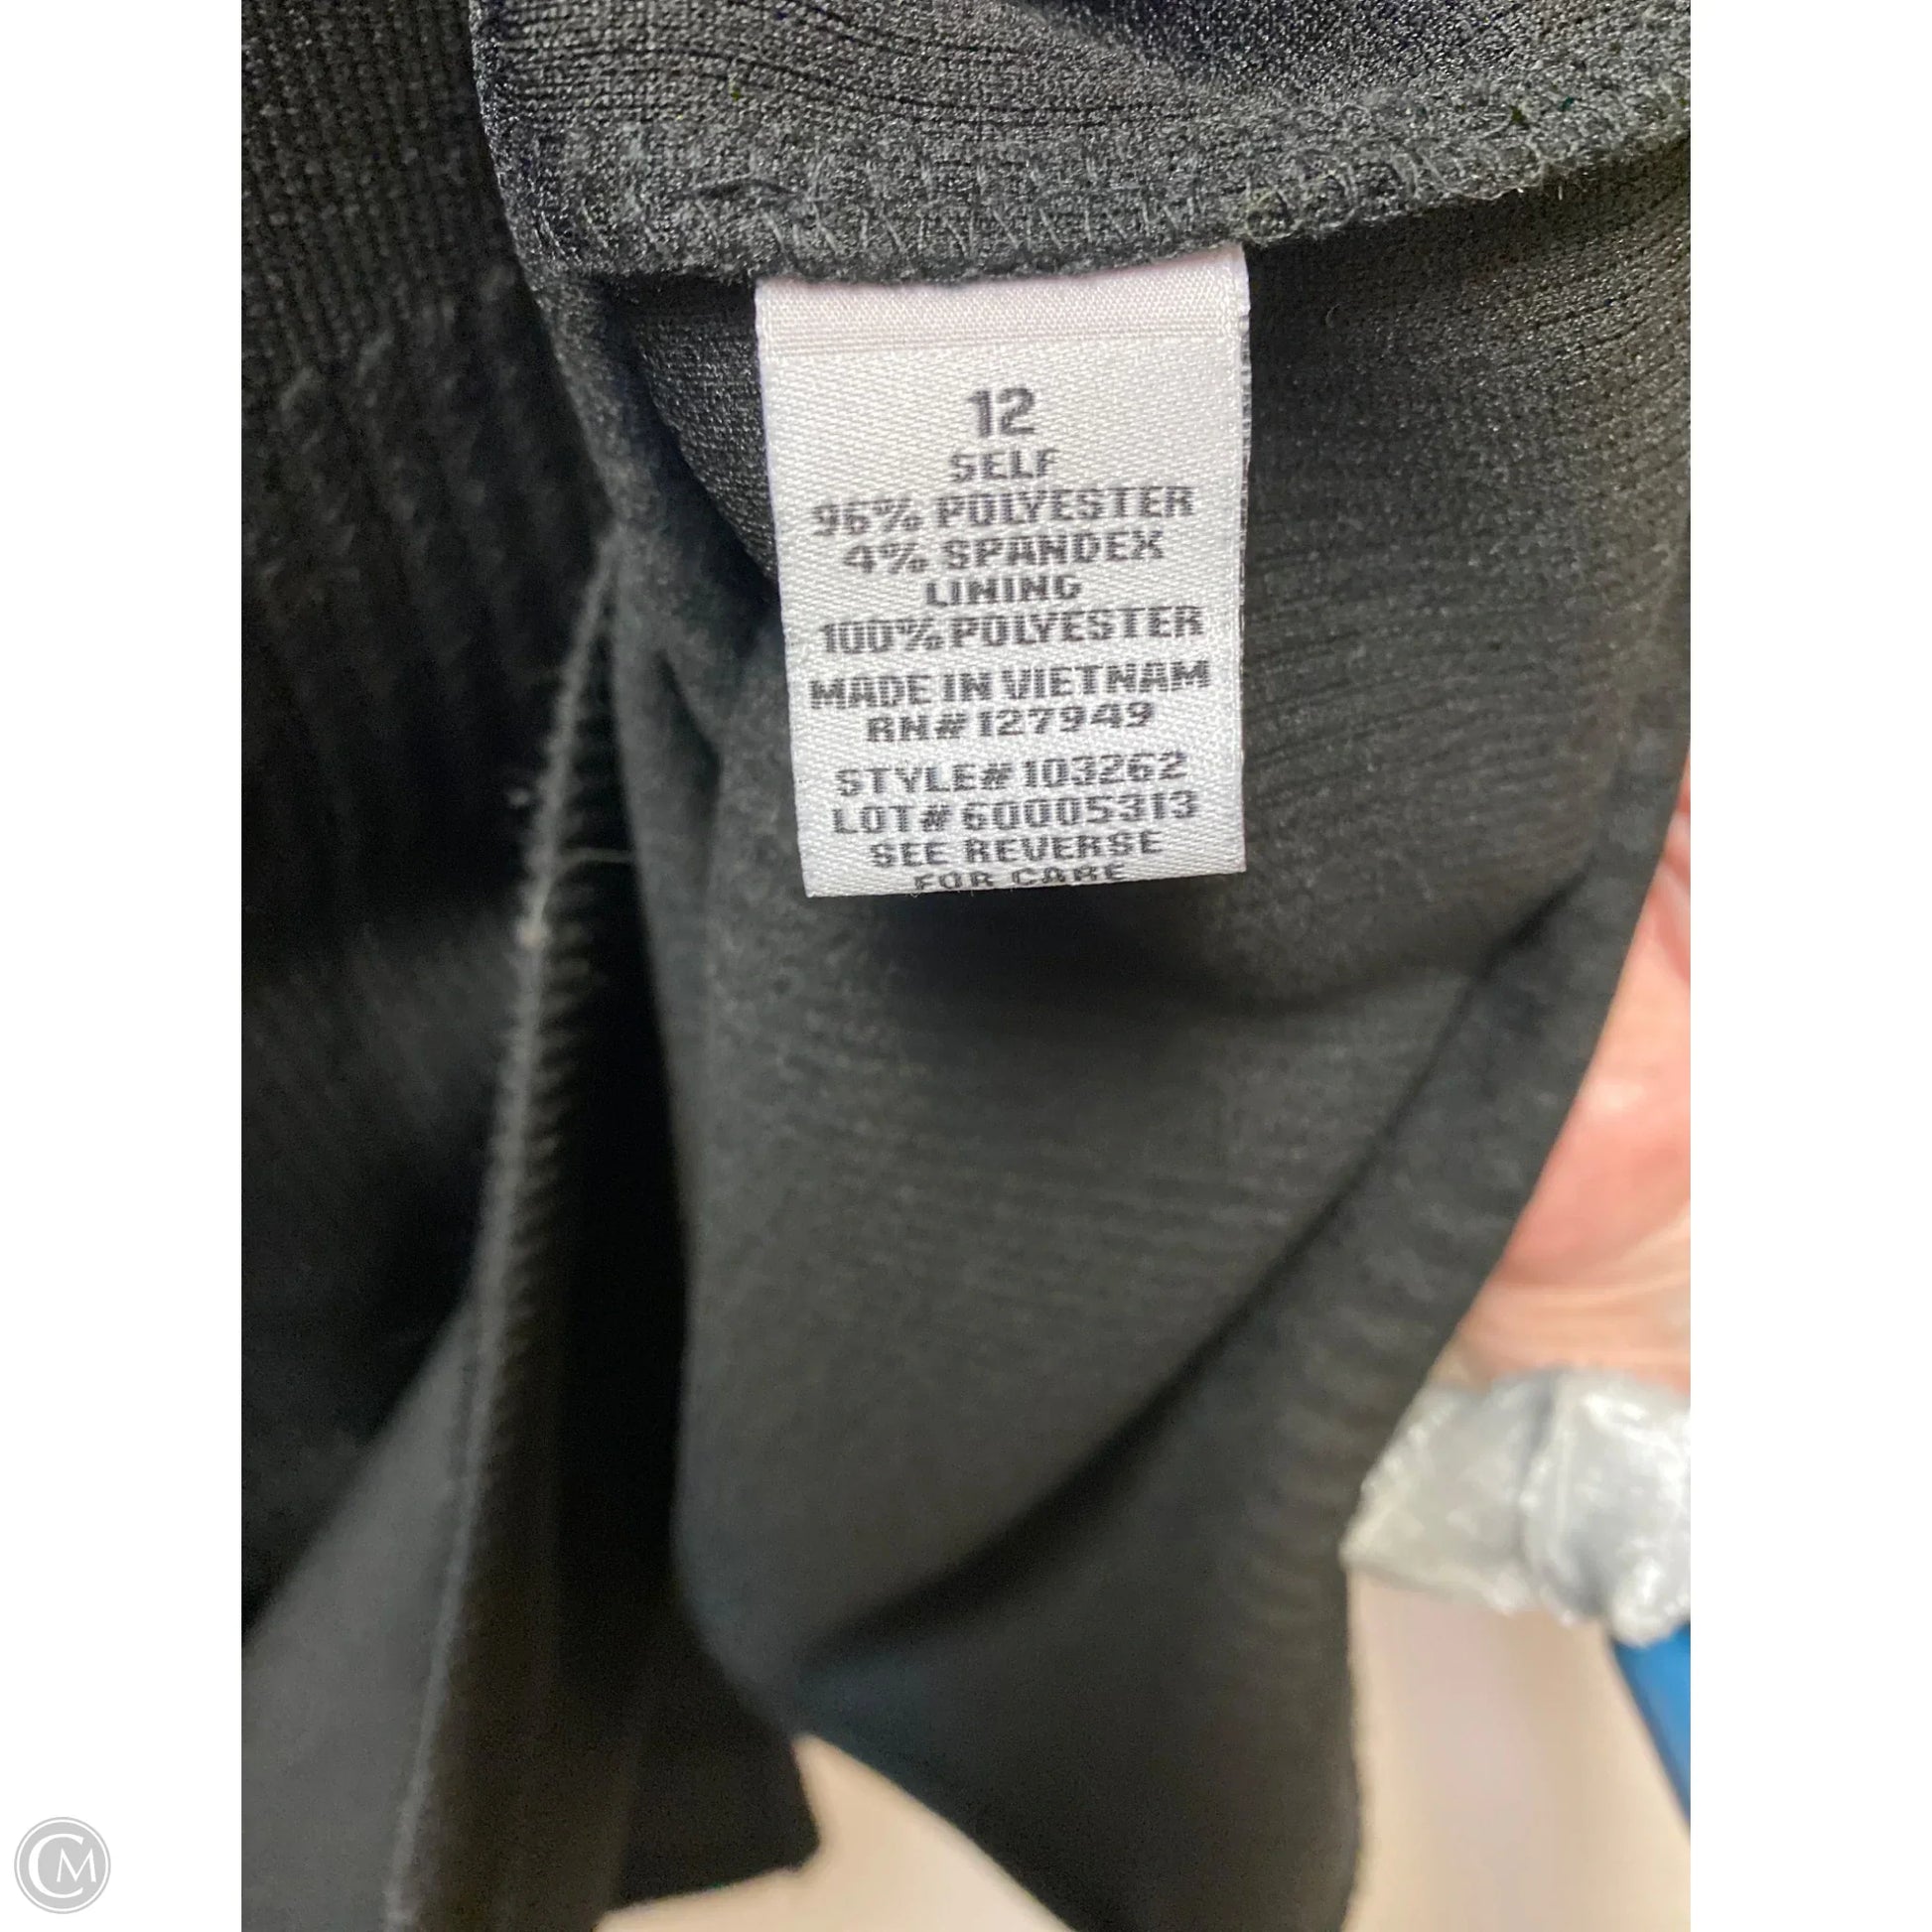 12
SELF
96% POLYESTER
4% SPANDEX
LINING
100% POLYESTER
MADE IN VIETNAM
RN# 127949
STYLE# 103262
LOT# 60005313
SEE REVERSE
FOR CARE
CM